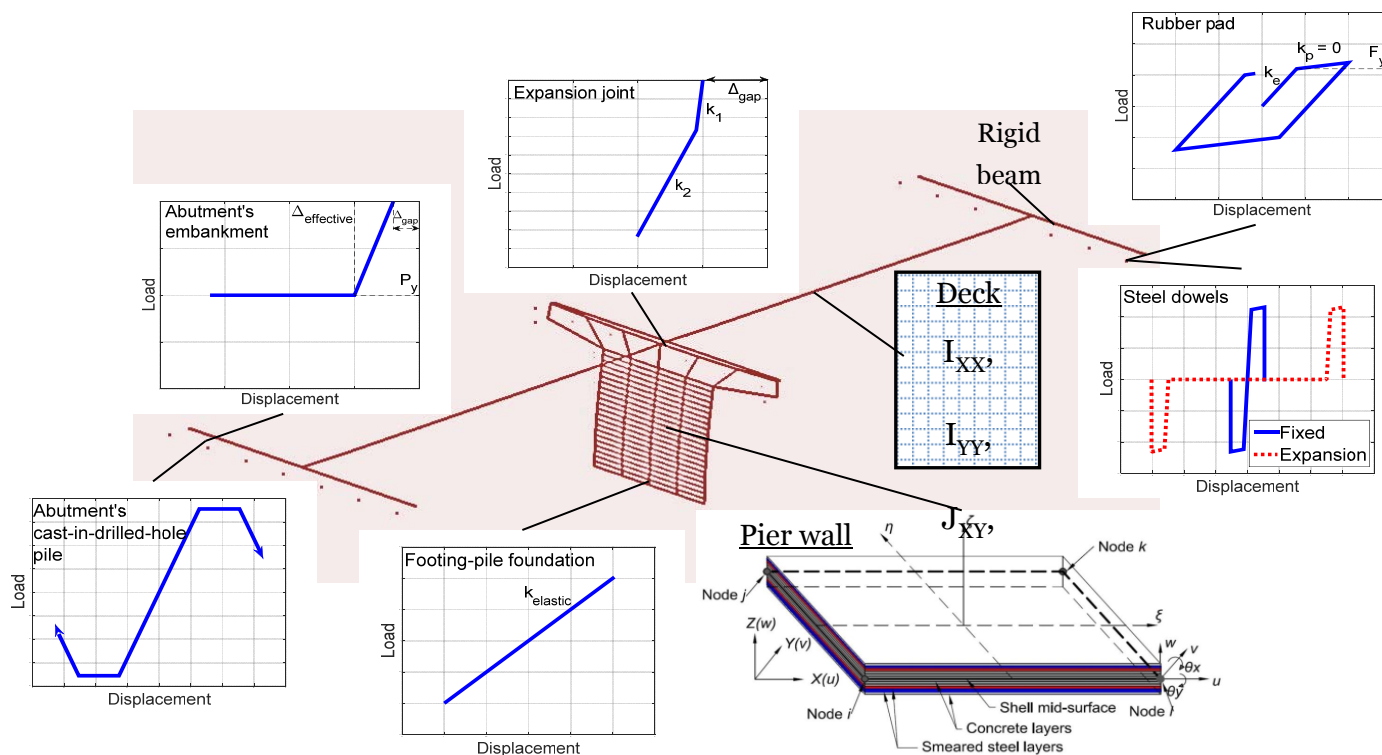 Rubber pad
k_p = 0
F_y
k_e
Load
Displacement
Expansion joint
Δ_gap
k_1
k_2
Load
Displacement
Rigid
beam
Abutment's
embankment
Δ_effective
Δ_gap
P_y
Load
Displacement
Deck
I_XX,
I_YY,
J_XY,
Steel dowels
Load
Fixed
Expansion
Displacement
Abutment's
cast-in-drilled-hole
pile
Load
Displacement
Footing-pile foundation
k_elastic
Load
Displacement
Pier wall
η
ζ
Node k
Node j
ξ
Z(w)
Y(v)
X(u)
w
v
θx
θy
u
Node i
Node l
Shell mid-surface
Concrete layers
Smeared steel layers